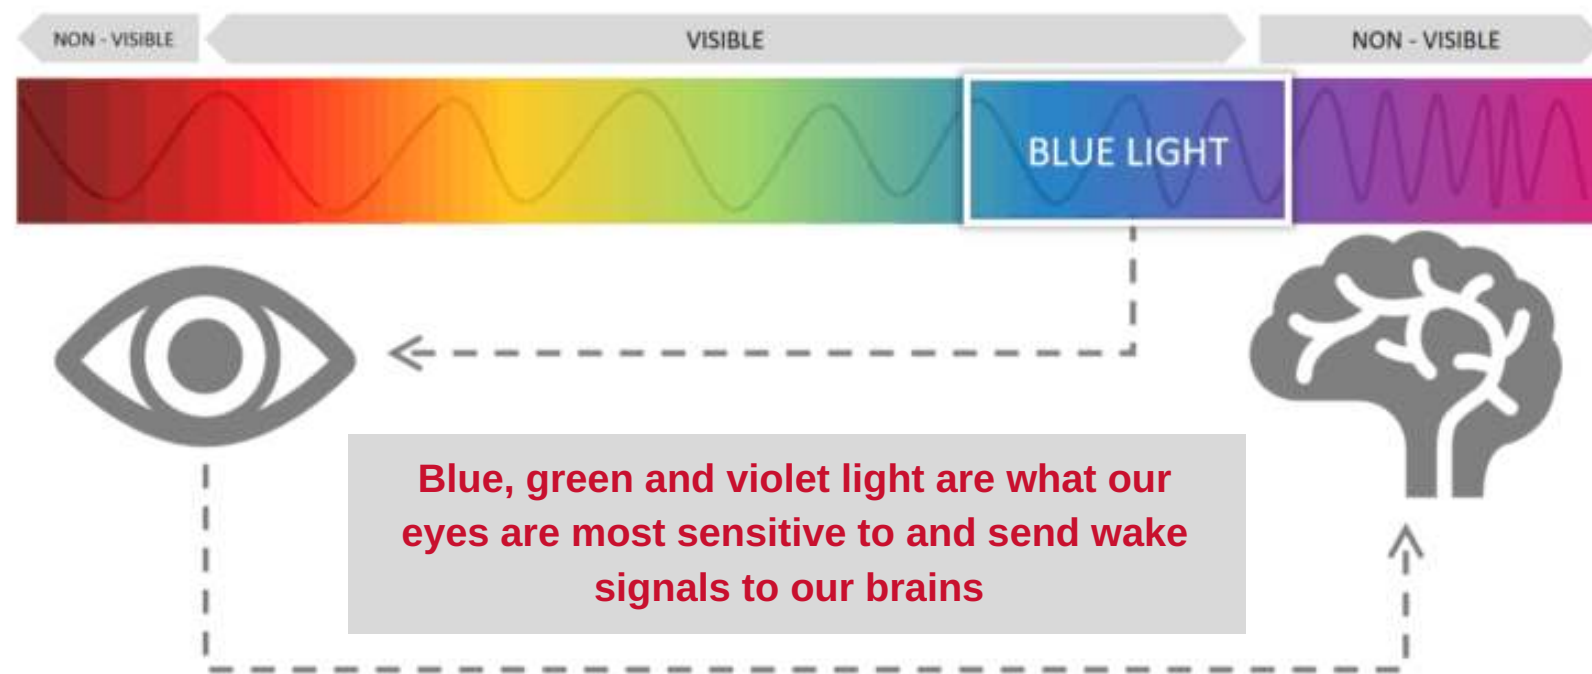 NON - VISIBLE
VISIBLE
NON - VISIBLE
BLUE LIGHT
Blue, green and violet light are what our
eyes are most sensitive to and send wake
signals to our brains